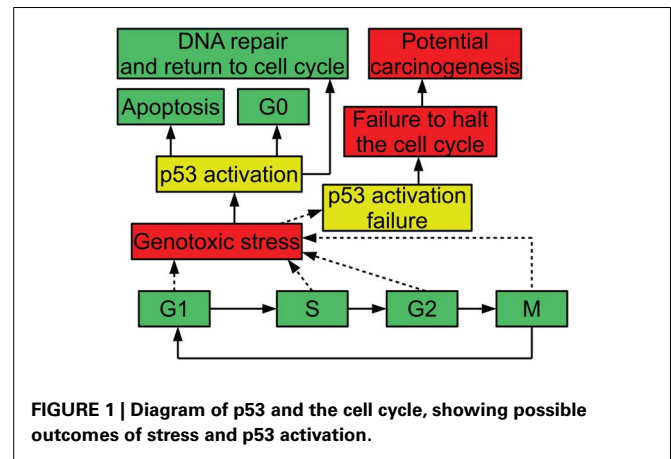 DNA repair
and return to cell cycle
Potential
carcinogenesis
Apoptosis
G0
Failure to halt
the cell cycle
p53 activation
p53 activation
failure
Genotoxic stress
G1
S
G2
M
FIGURE 1 | Diagram of p53 and the cell cycle, showing possible
outcomes of stress and p53 activation.